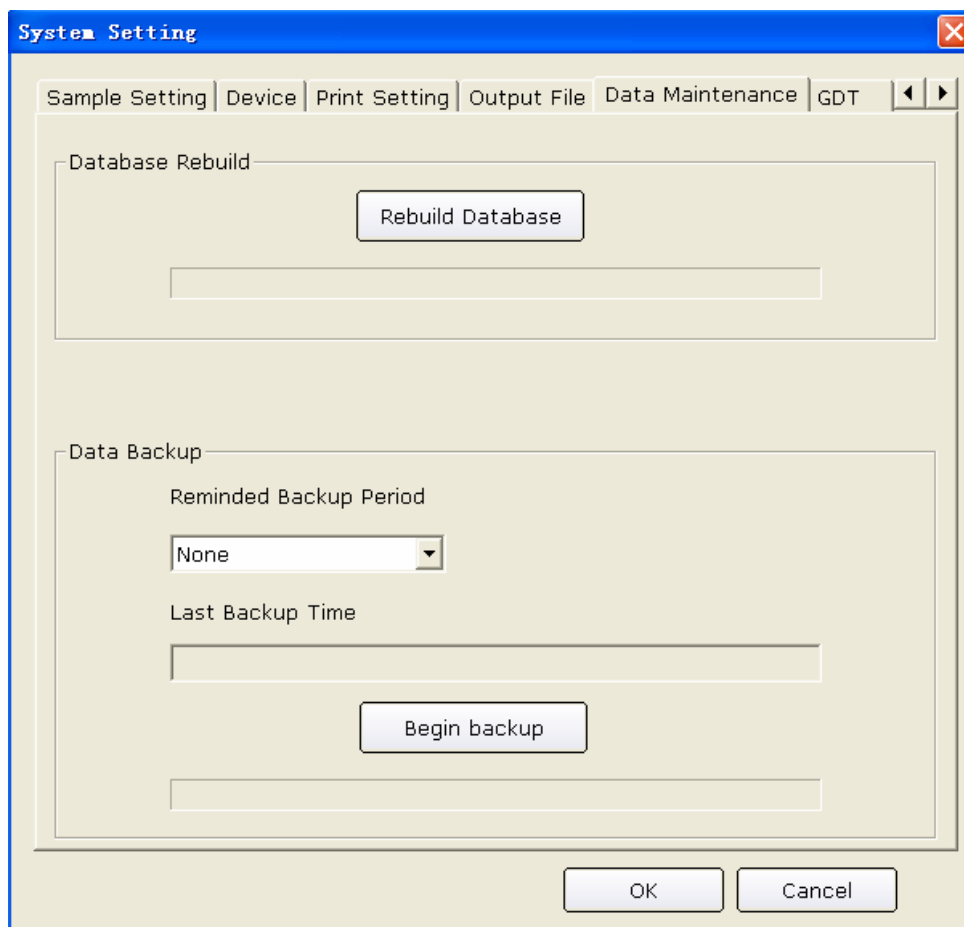 System Setting
Sample Setting Device Print Setting Output File Data Maintenance GDT
Database Rebuild
Rebuild Database
Data Backup
Reminded Backup Period
None
Last Backup Time
Begin backup
OK Cancel